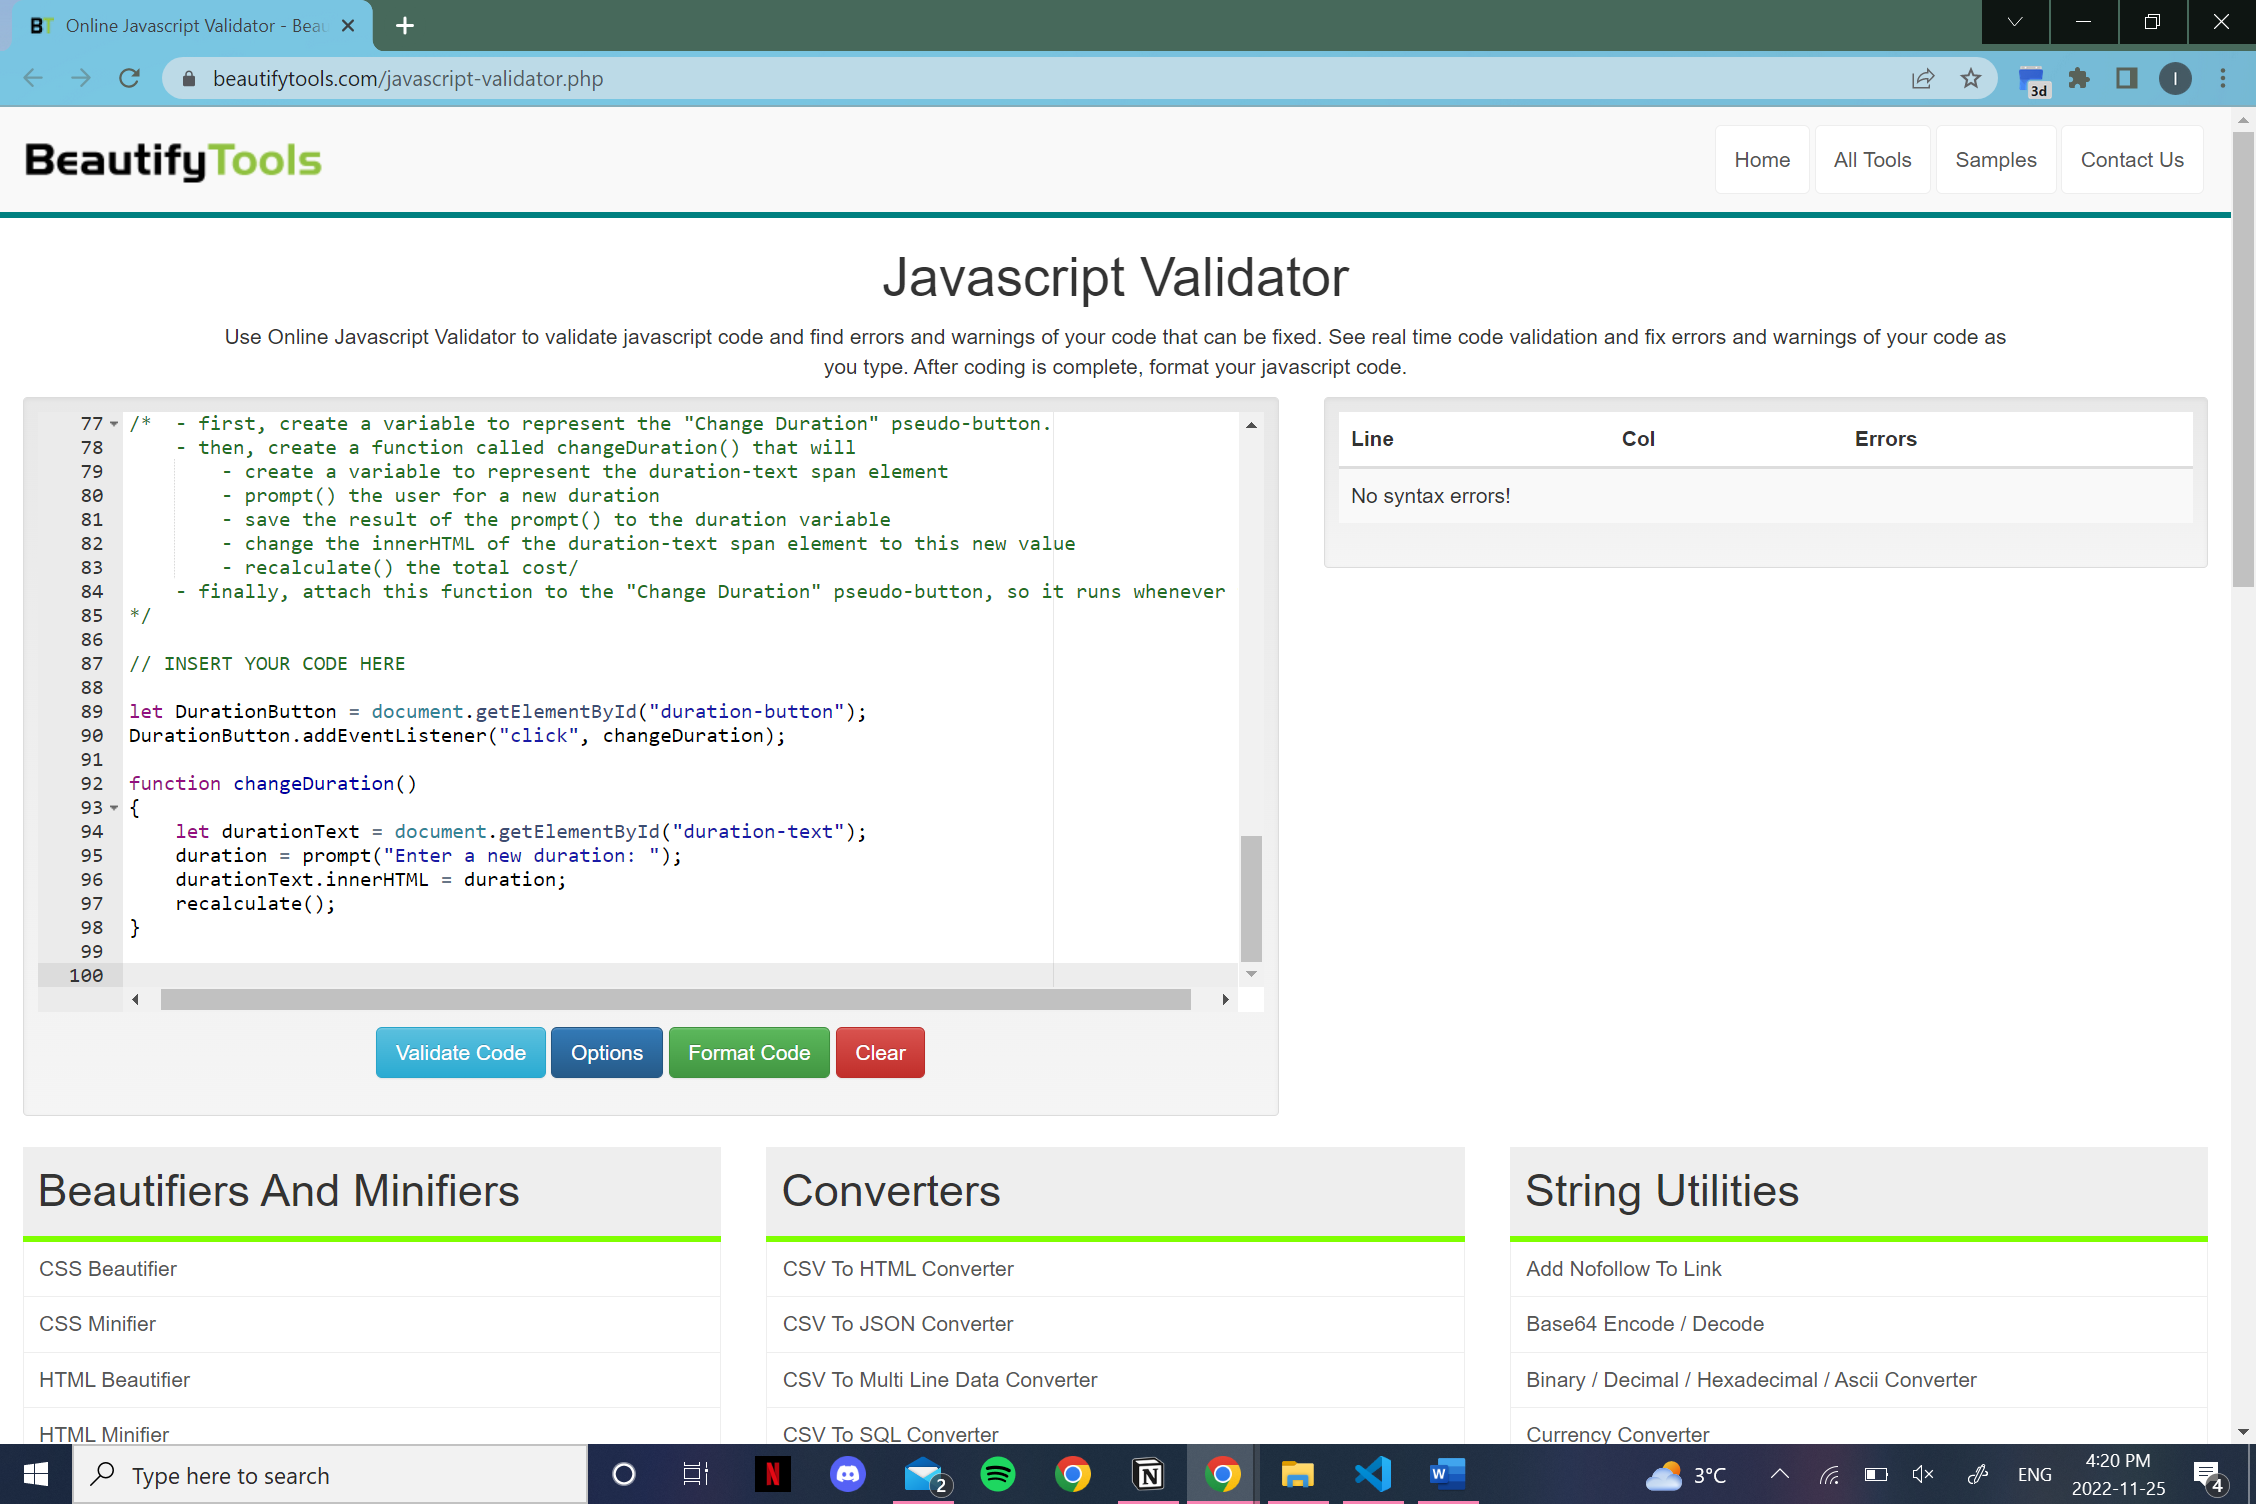 BT Online Javascript Validator - Beau
beautifytools.com/javascript-validator.php
3d
I
BeautifyTools
Home
All Tools
Samples
Contact Us
Javascript Validator
Use Online Javascript Validator to validate javascript code and find errors and warnings of your code that can be fixed. See real time code validation and fix errors and warnings of your code as
you type. After coding is complete, format your javascript code.
77 /*  - first, create a variable to represent the "Change Duration" pseudo-button.
78     - then, create a function called changeDuration() that will
79         - create a variable to represent the duration-text span element
80         - prompt() the user for a new duration
81         - save the result of the prompt() to the duration variable
82         - change the innerHTML of the duration-text span element to this new value
83         - recalculate() the total cost/
84     - finally, attach this function to the "Change Duration" pseudo-button, so it runs whenever
85 */
86
87 // INSERT YOUR CODE HERE
88
89 let DurationButton = document.getElementById("duration-button");
90 DurationButton.addEventListener("click", changeDuration);
91
92 function changeDuration()
93 {
94     let durationText = document.getElementById("duration-text");
95     duration = prompt("Enter a new duration: ");
96     durationText.innerHTML = duration;
97     recalculate();
98 }
99
100
Validate Code
Options
Format Code
Clear
Line Col Errors
No syntax errors!
Beautifiers And Minifiers
CSS Beautifier
CSS Minifier
HTML Beautifier
HTML Minifier
Converters
CSV To HTML Converter
CSV To JSON Converter
CSV To Multi Line Data Converter
CSV To SQL Converter
String Utilities
Add Nofollow To Link
Base64 Encode / Decode
Binary / Decimal / Hexadecimal / Ascii Converter
Currency Converter
Type here to search
N
2
N
W
3°C
ENG
4:20 PM
2022-11-25
4